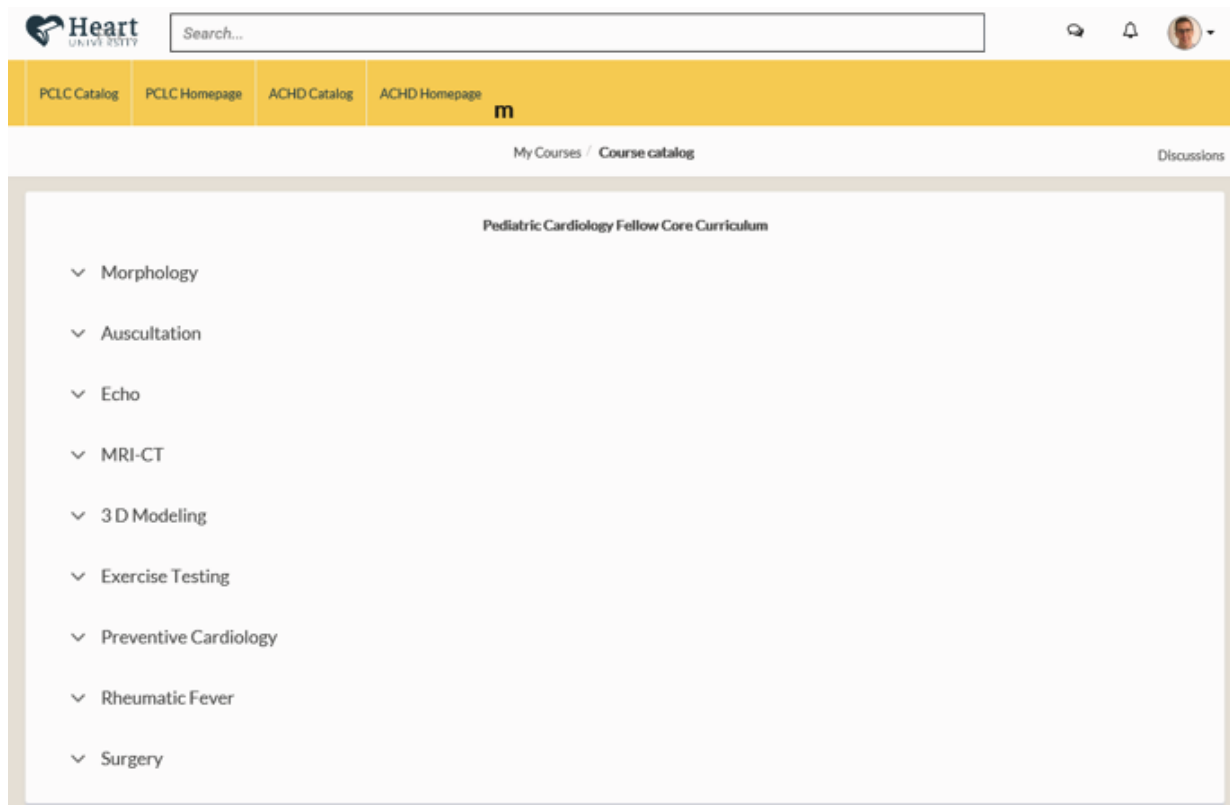 Heart
UNIVERSITY
Search...
PCLC Catalog
PCLC Homepage
ACHD Catalog
ACHD Homepage
m
My Courses / Course catalog
Discussions
Pediatric Cardiology Fellow Core Curriculum
Morphology
Auscultation
Echo
MRI-CT
3 D Modeling
Exercise Testing
Preventive Cardiology
Rheumatic Fever
Surgery